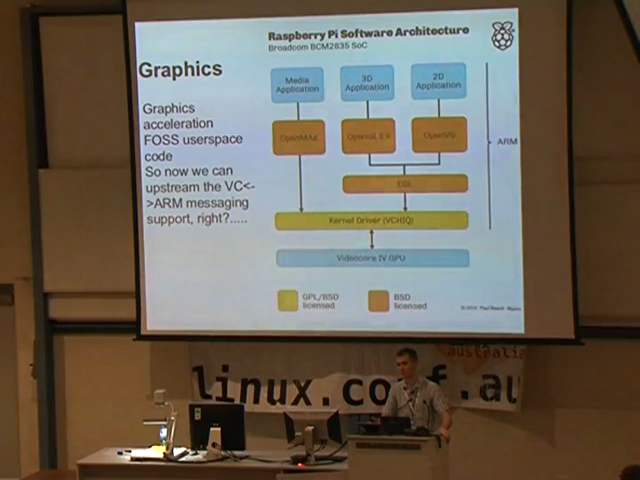 Raspberry Pi Software Architecture
Broadcom BCM2835 SoC
Graphics
Graphics
acceleration
FOSS userspace
code
So now we can
upstream the VC<-
>ARM messaging
support, right?.....
Media
Application
3D
Application
2D
Application
OpenMAX
OpenGL ES
OpenVG
ARM
EGL
Kernel Driver (VCHIQ)
Videocore IV GPU
GPL/BSD
licensed
BSD
licensed
australia
linux.conf.au